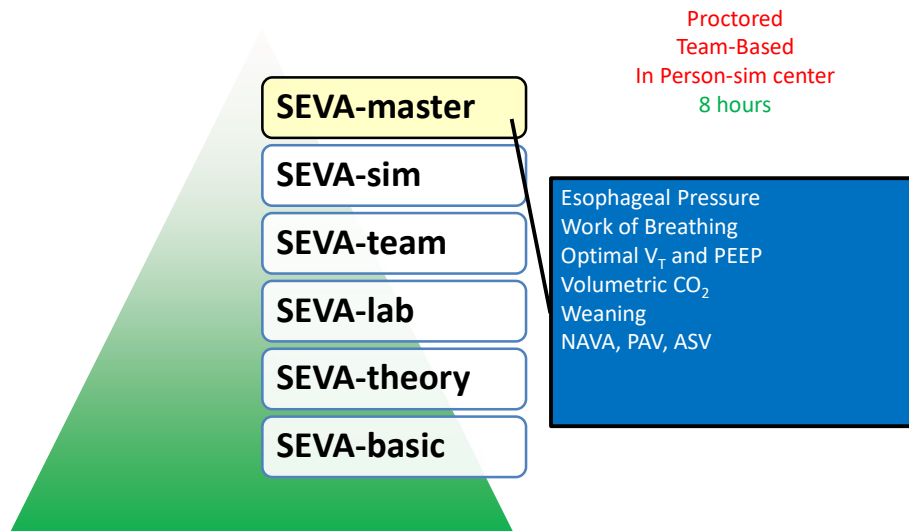 Proctored
Team-Based
In Person-sim center
8 hours
SEVA-master
SEVA-sim
SEVA-team
SEVA-lab
SEVA-theory
SEVA-basic
Esophageal Pressure
Work of Breathing
Optimal VT and PEEP
Volumetric CO2
Weaning
NAVA, PAV, ASV